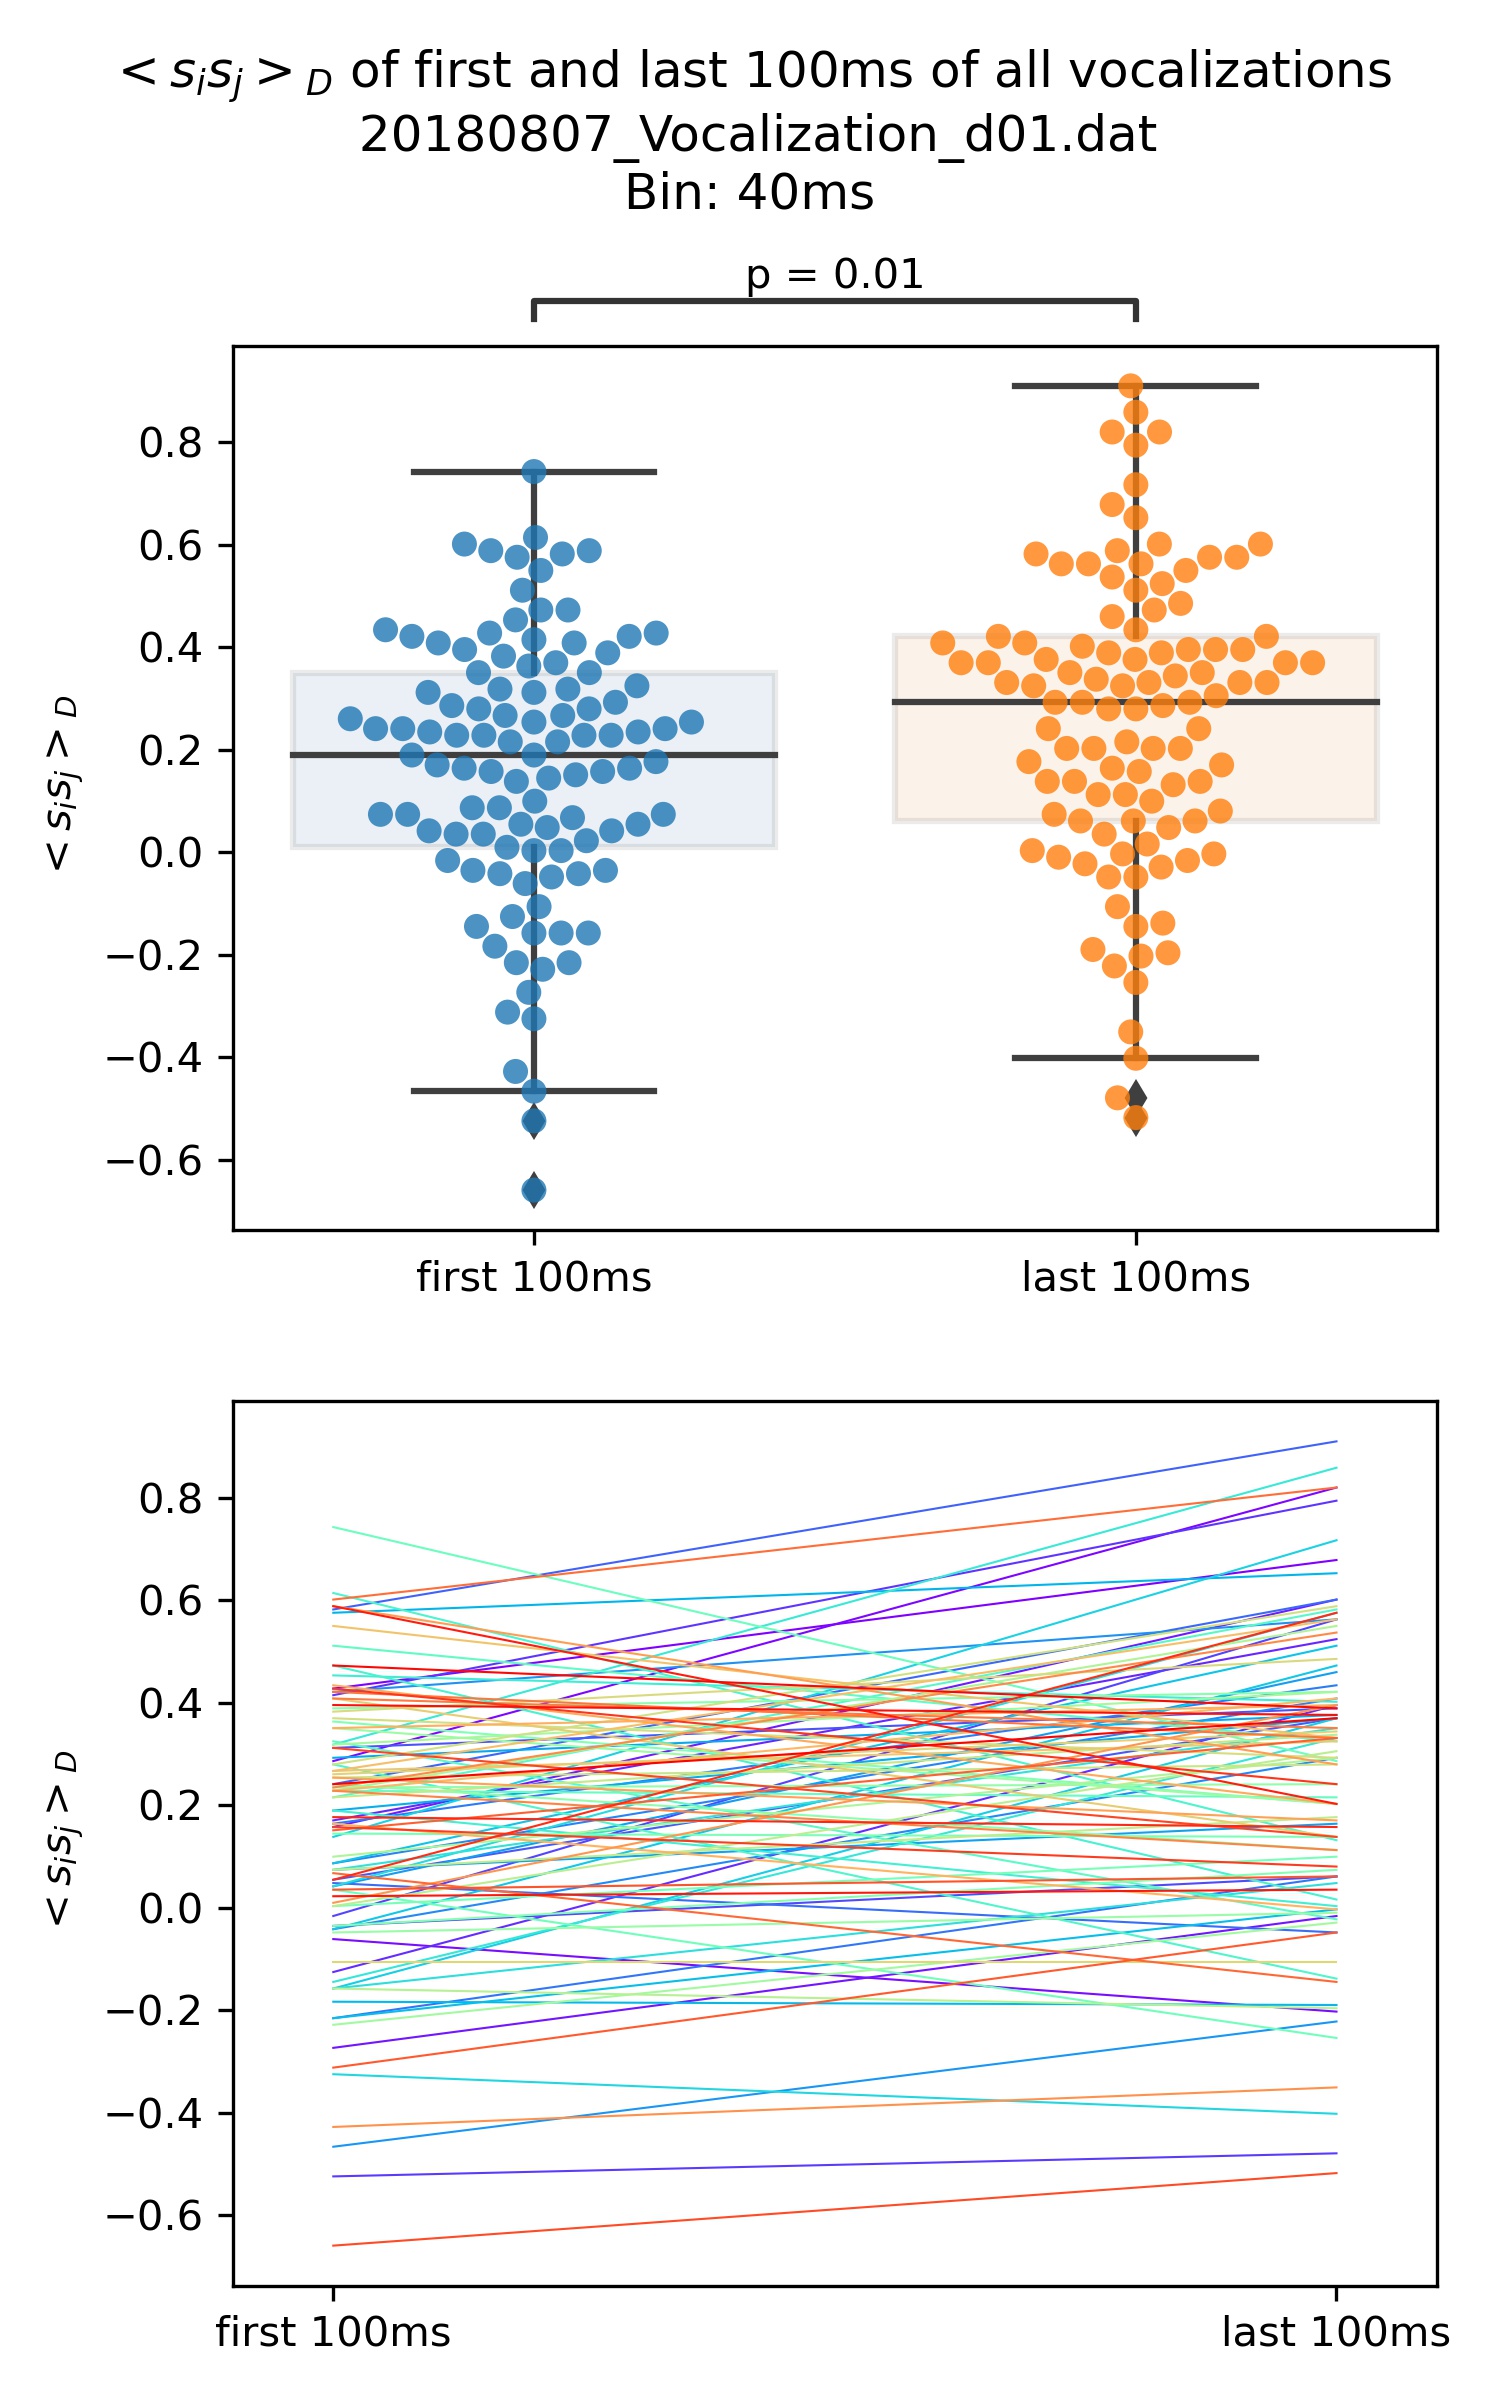 < s_i s_j >_D of first and last 100ms of all vocalizations
20180807_Vocalization_d01.dat
Bin: 40ms
p = 0.01
< s_i s_j >_D
0.8
0.6
0.4
0.2
0.0
−0.2
−0.4
−0.6
first 100ms last 100ms
< s_i s_j >_D
0.8
0.6
0.4
0.2
0.0
−0.2
−0.4
−0.6
first 100ms last 100ms